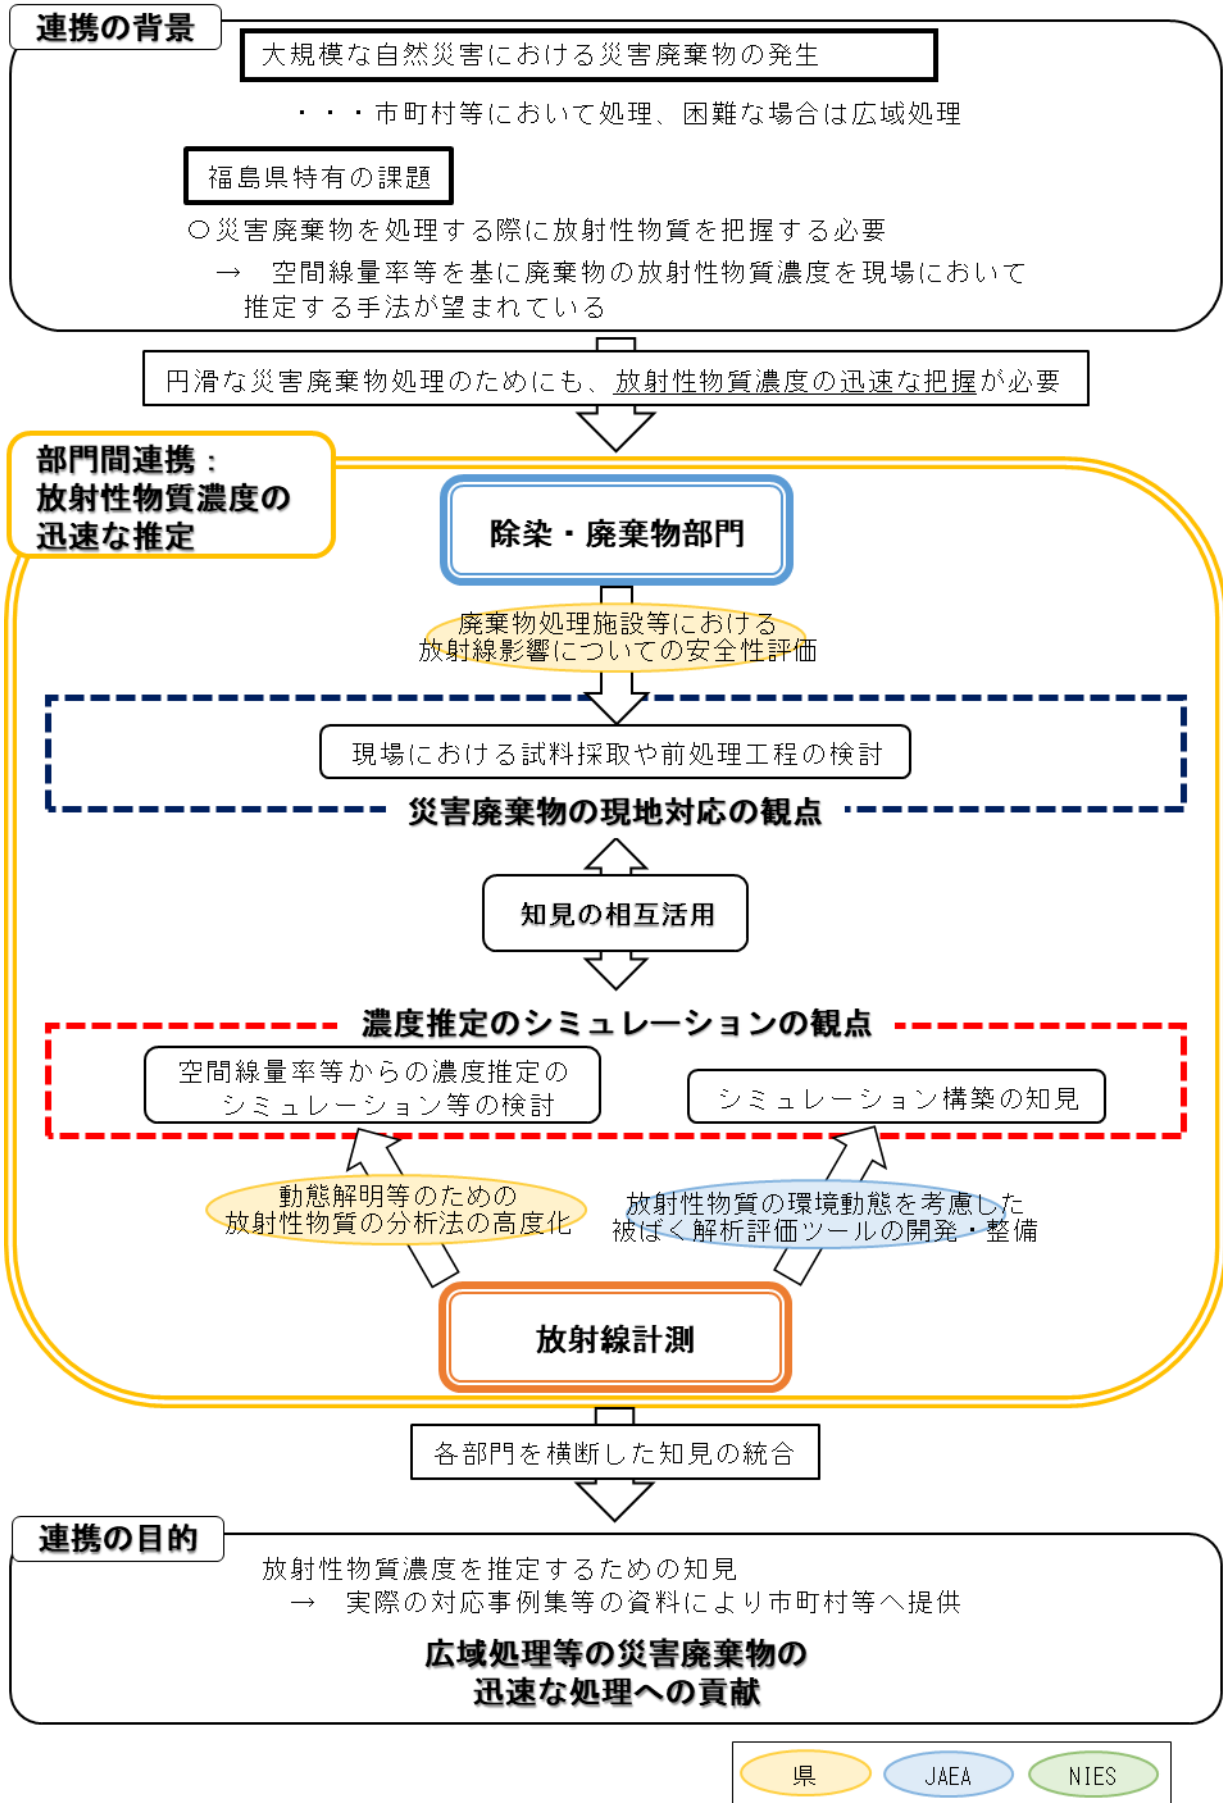 連携の背景
大規模な自然災害における災害廃棄物の発生
・・・市町村等において処理、困難な場合は広域処理
福島県特有の課題
○災害廃棄物を処理する際に放射性物質を把握する必要
→ 空間線量率等を基に廃棄物の放射性物質濃度を現場において
推定する手法が望まれている
円滑な災害廃棄物処理のためにも、放射性物質濃度の迅速な把握が必要
部門間連携：
放射性物質濃度の
迅速な推定
除染・廃棄物部門
廃棄物処理施設等における
放射線影響についての安全性評価
現場における試料採取や前処理工程の検討
災害廃棄物の現地対応の観点
知見の相互活用
濃度推定のシミュレーションの観点
空間線量率等からの濃度推定の
シミュレーション等の検討
シミュレーション構築の知見
動態解明等のための
放射性物質の分析法の高度化
放射性物質の環境動態を考慮した
被ばく解析評価ツールの開発・整備
放射線計測
各部門を横断した知見の統合
連携の目的
放射性物質濃度を推定するための知見
→ 実際の対応事例集等の資料により市町村等へ提供
広域処理等の災害廃棄物の
迅速な処理への貢献
県
JAEA
NIES